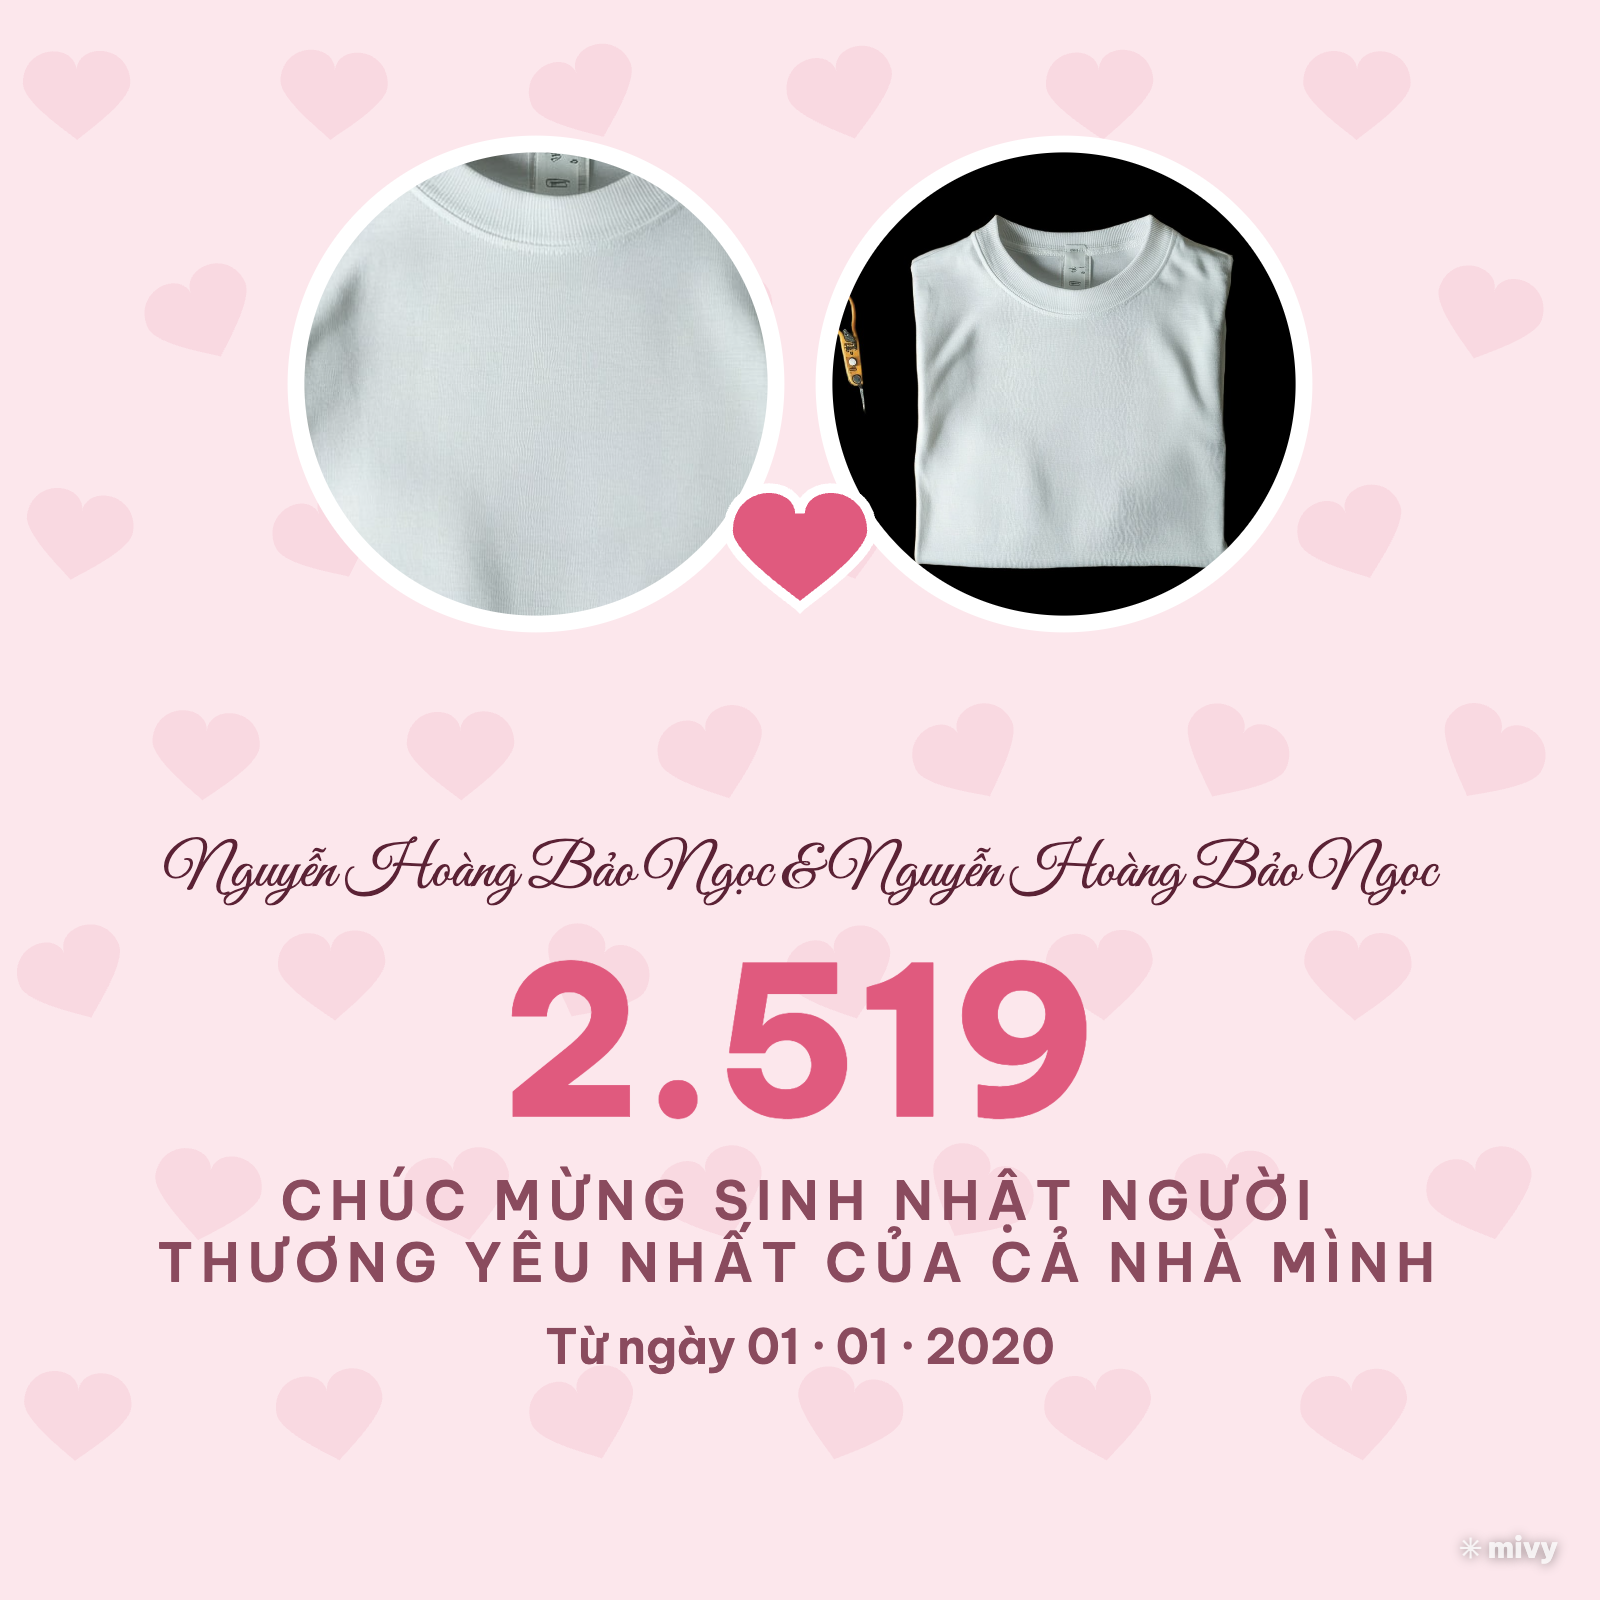 Nguyễn Hoàng Bảo Ngọc & Nguyễn Hoàng Bảo Ngọc
2.519
CHÚC MỪNG SINH NHẬT NGƯỜI
THƯƠNG YÊU NHẤT CỦA CẢ NHÀ MÌNH
Từ ngày 01 · 01 · 2020
mivy